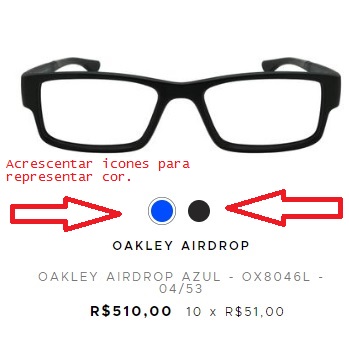 Acrescentar icones para
representar cor.
OAKLEY AIRDROP
OAKLEY AIRDROP AZUL - OX8046L -
04/53
R$510,00 10 x R$51,00